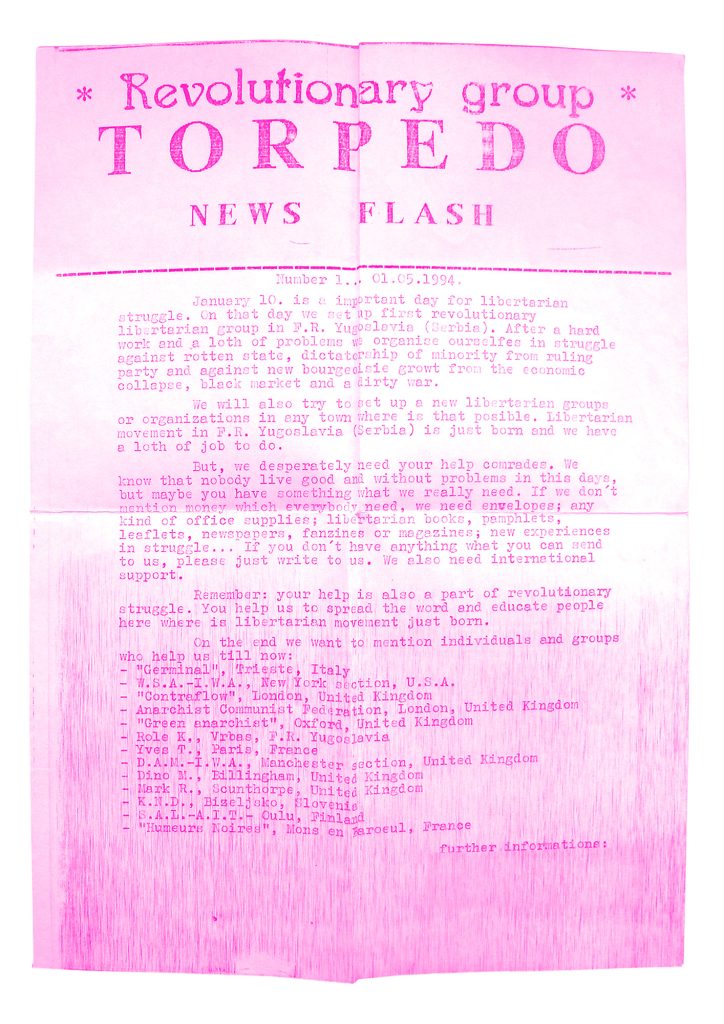 * Revolutionary group *
TORPEDO
NEWS FLASH
Number 1... 01.05.1994.
January 10. is a important day for libertarian
struggle. On that day we set up first revolutionary
libertarian group in F.R. Yugoslavia (Serbia). After a hard
work and a loth of problems we organise ourselfes in struggle
against rotten state, dictatorship of minority from ruling
party and against new bourgeoisie growt from the economic
collapse, black market and a dirty war.
We will also try to set up a new libertarian groups
or organizations in any town where is that posible. Libertarian
movement in F.R. Yugoslavia (Serbia) is just born and we have
a loth of job to do.
But, we desperately need your help comrades. We
know that nobody live good and without problems in this days,
but maybe you have something what we really need. If we don't
mention money which everybody need, we need envelopes; any
kind of office supplies; libertarian books, pamphlets,
leaflets, newspapers, fanzines or magazines; new experiences
in struggle... If you don't have anything what you can send
to us, please just write to us. We also need international
support.
Remember: your help is also a part of revolutionary
struggle. You help us to spread the word and educate people
here where is libertarian movement just born.
On the end we want to mention individuals and groups
who help us till now:
- "Germinal", Trieste, Italy
- W.S.A.-I.W.A., New York section, U.S.A.
- "Contraflow", London, United Kingdom
- Anarchist Communist Federation, London, United Kingdom
- "Green anarchist", Oxford, United Kingdom
- Role K., Vrbas, F.R. Yugoslavia
- Yves T., Paris, France
- D.A.M.-I.W.A., Manchester section, United Kingdom
- Dino M., Billingham, United Kingdom
- Mark R., Scunthorpe, United Kingdom
- K.M.D., Bizeljsko, Slovenia
- S.A.L.-A.I.T.- Oulu, Finland
- "Humeurs Noires", Mons en Baroeul, France
further informations: